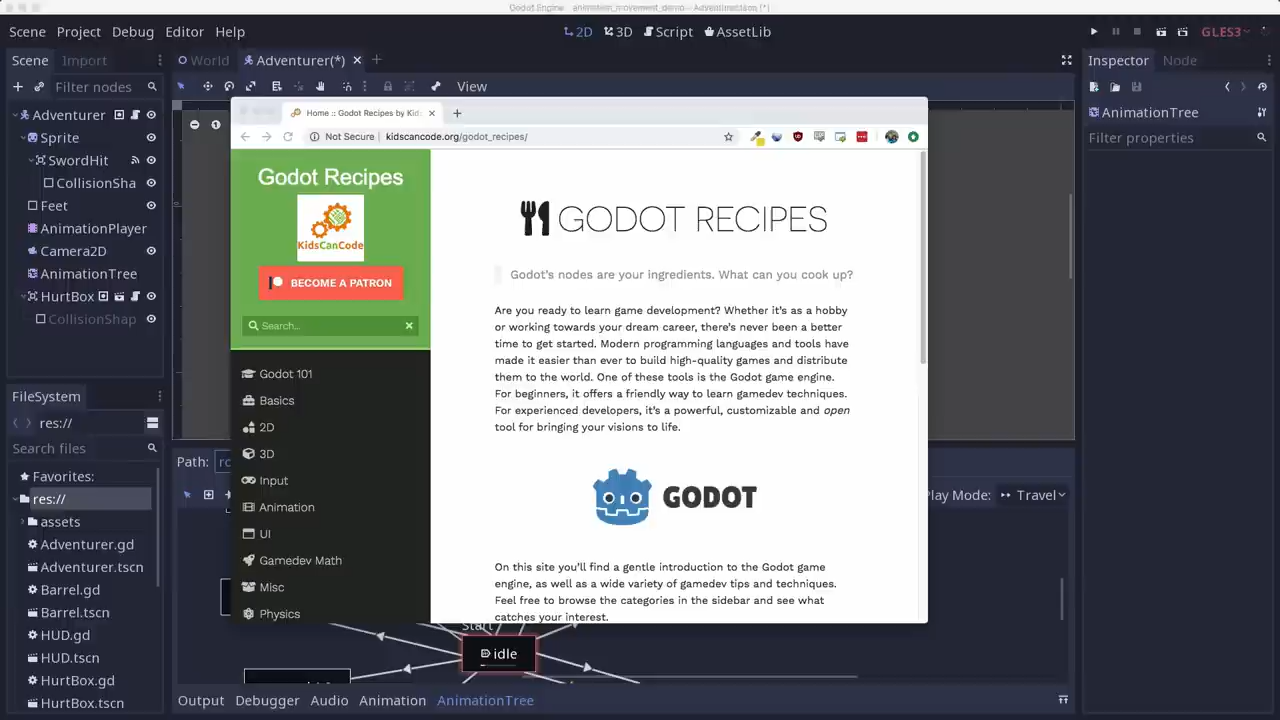 Godot Engine - animation_movement_demo - Adventurer.tscn (*)
Scene Project Debug Editor Help
2D 3D Script AssetLib
GLES3
Scene Import
World Adventurer(*)
Inspector Node
Filter nodes
View
Adventurer
Sprite
SwordHit
CollisionSha
Feet
AnimationPlayer
Camera2D
AnimationTree
HurtBox
CollisionShap
FileSystem
res://
Search files
Favorites:
res://
assets
Adventurer.gd
Adventurer.tscn
Barrel.gd
Barrel.tscn
HUD.gd
HUD.tscn
HurtBox.gd
HurtBox.tscn
Home :: Godot Recipes by Kids
Not Secure kidscancode.org/godot_recipes/
Godot Recipes
KidsCanCode
BECOME A PATRON
Search...
Godot 101
Basics
2D
3D
Input
Animation
UI
Gamedev Math
Misc
Physics
GODOT RECIPES
Godot's nodes are your ingredients. What can you cook up?
Are you ready to learn game development? Whether it's as a hobby
or working towards your dream career, there's never been a better
time to get started. Modern programming languages and tools have
made it easier than ever to build high-quality games and distribute
them to the world. One of these tools is the Godot game engine.
For beginners, it offers a friendly way to learn gamedev techniques.
For experienced developers, it's a powerful, customizable and open
tool for bringing your visions to life.
GODOT
On this site you'll find a gentle introduction to the Godot game
engine, as well as a wide variety of gamedev tips and techniques.
Feel free to browse the categories in the sidebar and see what
catches your interest.
Path:
Play Mode: Travel
Start
idle
Output Debugger Audio Animation AnimationTree
AnimationTree
Filter properties